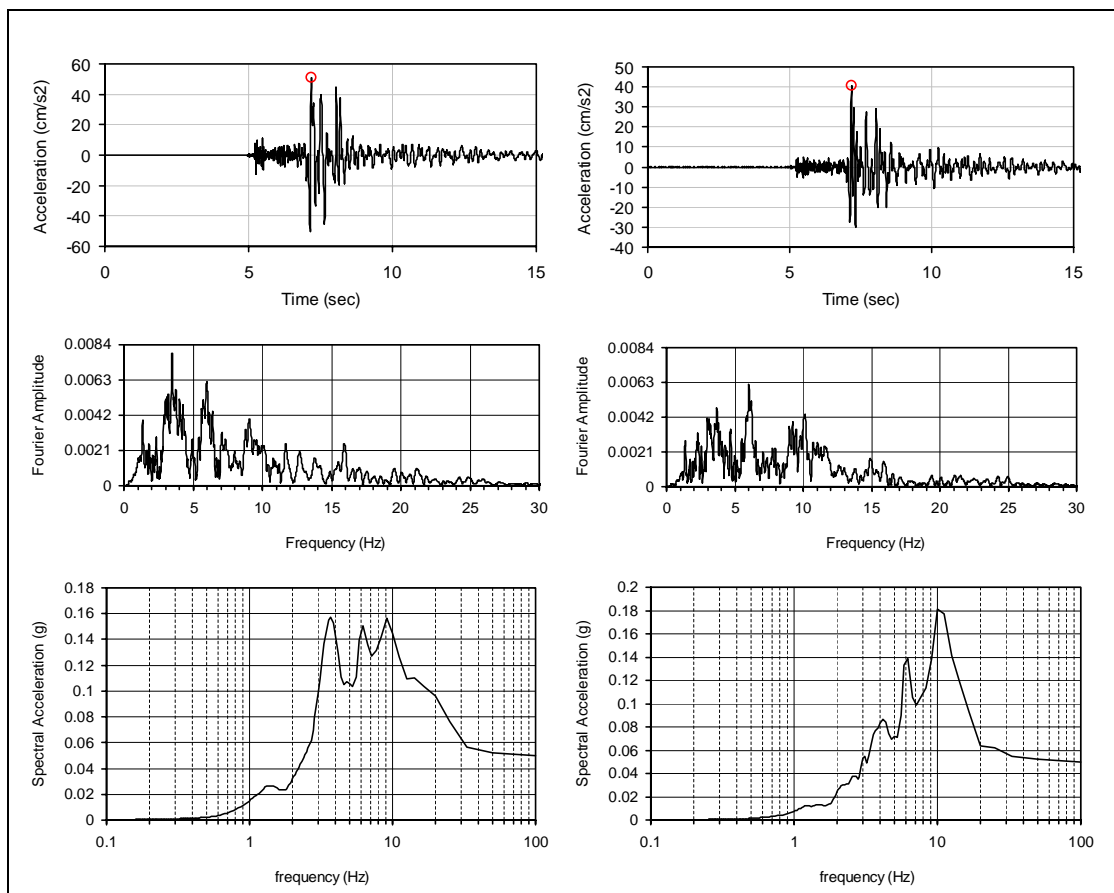 60
40
20
0
-20
-40
-60
Acceleration (cm/s2)
0 5 10 15
Time (sec)
50
40
30
20
10
0
-10
-20
-30
-40
Acceleration (cm/s2)
0 5 10 15
Time (sec)
0.0084
0.0063
0.0042
0.0021
0
Fourier Amplitude
0 5 10 15 20 25 30
Frequency (Hz)
0.0084
0.0063
0.0042
0.0021
0
Fourier Amplitude
0 5 10 15 20 25 30
Frequency (Hz)
0.18
0.16
0.14
0.12
0.1
0.08
0.06
0.04
0.02
0
Spectral Acceleration (g)
0.1 1 10 100
frequency (Hz)
0.2
0.18
0.16
0.14
0.12
0.1
0.08
0.06
0.04
0.02
0
Spectral Acceleration (g)
0.1 1 10 100
frequency (Hz)